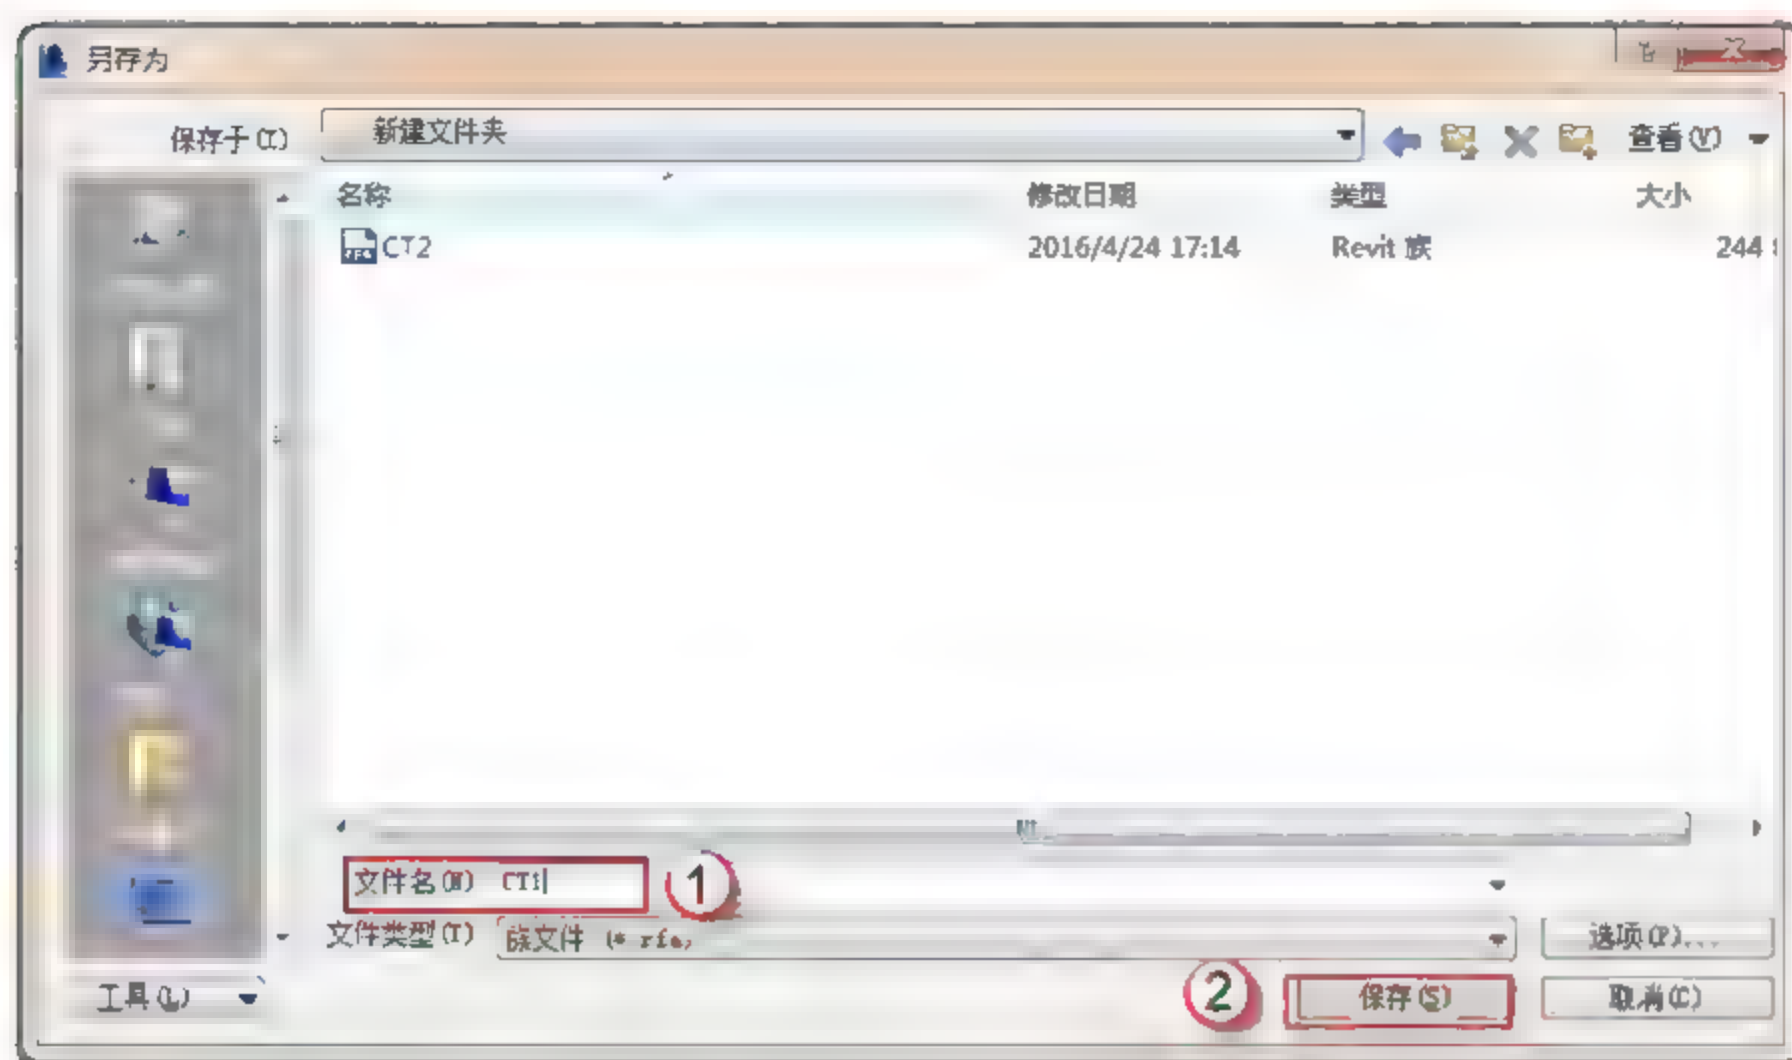 另存为
保存于(I) 新建文件夹 查看(V)
名称 修改日期 类型 大小
CT2 2016/4/24 17:14 Revit 族 244
文件名(N) CT1 ①
文件类型(T) 族文件 (*.rfa) 选项(P)...
工具(L) ② 保存(S) 取消(C)